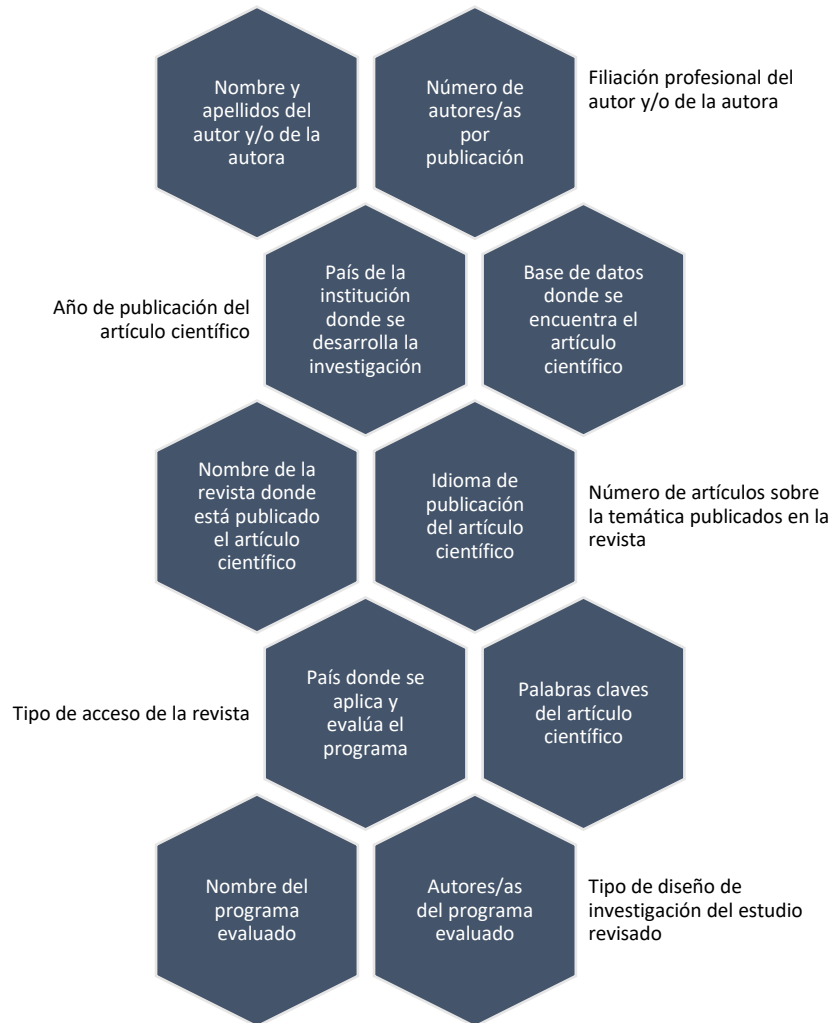 Nombre y
apellidos del
autor y/o de la
autora
Número de
autores/as
por
publicación
Filiación profesional del
autor y/o de la autora
Año de publicación del
artículo científico
País de la
institución
donde se
desarrolla la
investigación
Base de datos
donde se
encuentra el
artículo
científico
Nombre de la
revista donde
está publicado
el artículo
científico
Idioma de
publicación
del artículo
científico
Número de artículos sobre
la temática publicados en la
revista
Tipo de acceso de la revista
País donde se
aplica y
evalúa el
programa
Palabras claves
del artículo
científico
Nombre del
programa
evaluado
Autores/as
del programa
evaluado
Tipo de diseño de
investigación del estudio
revisado